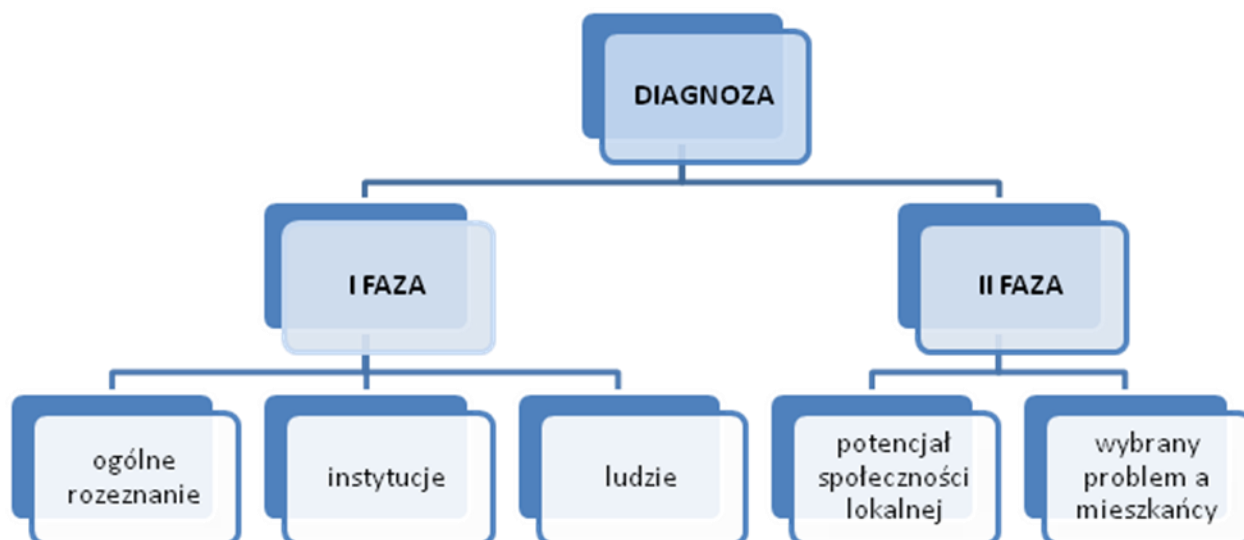 DIAGNOZA
I FAZA
II FAZA
ogólne
rozeznanie
instytucje
ludzie
potencjał
społeczności
lokalnej
wybrany
problem a
mieszkańcy